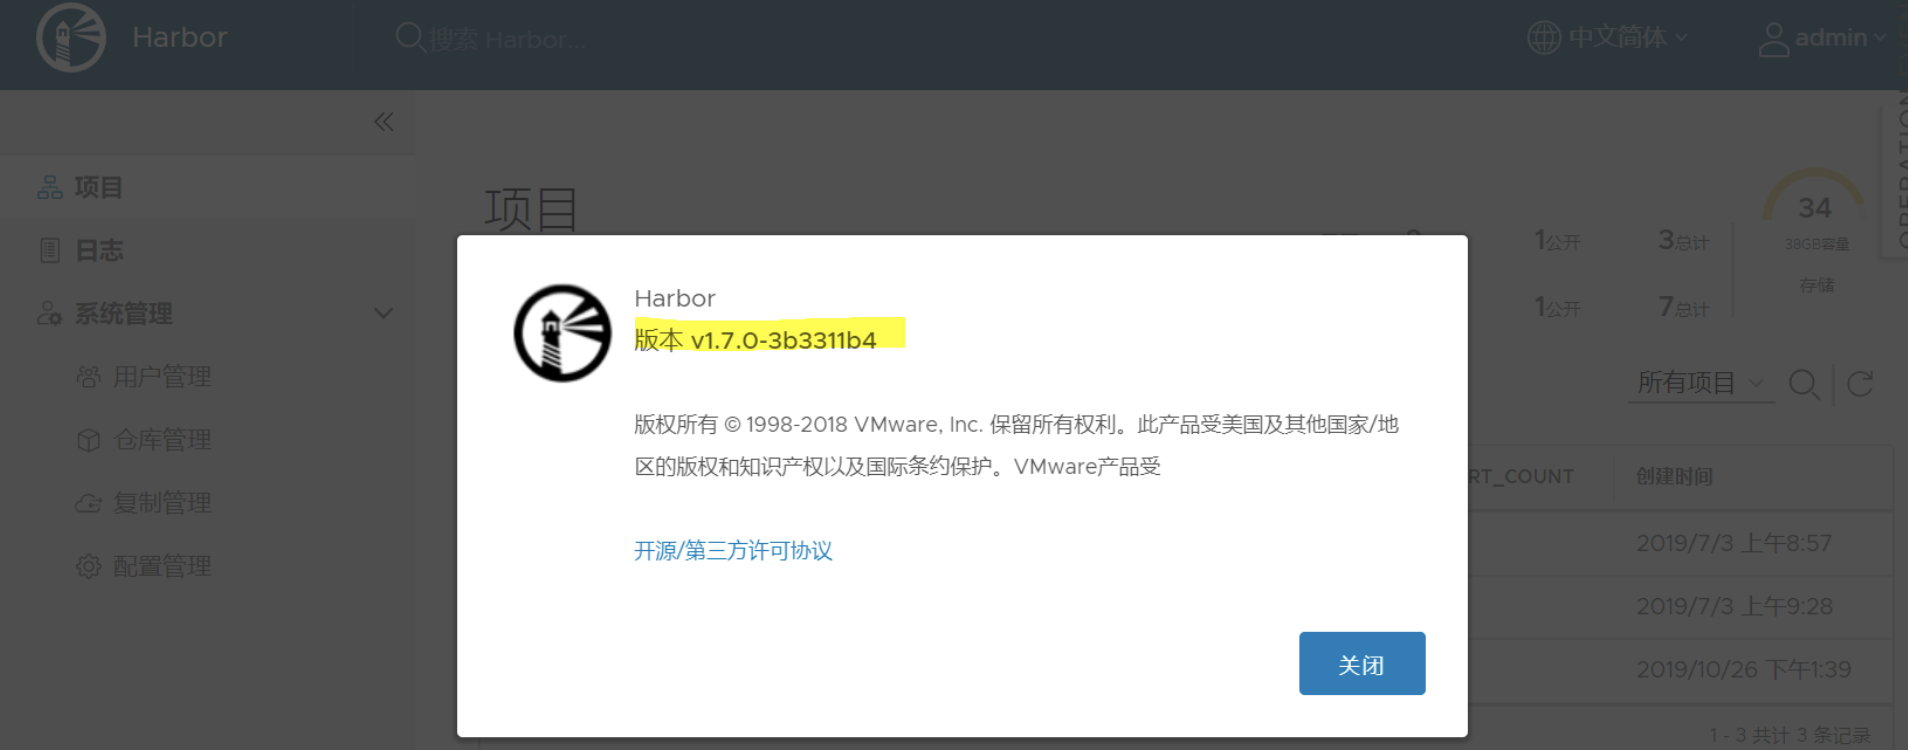 Harbor
搜索 Harbor...
中文简体
admin
项目
日志
系统管理
用户管理
仓库管理
复制管理
配置管理
项目
1公开
3总计
1公开
7总计
34
38GB容量
存储
OPERATION
所有项目
RT_COUNT
创建时间
2019/7/3 上午8:57
2019/7/3 上午9:28
2019/10/26 下午1:39
1 - 3 共计 3 条记录
Harbor
版本 v1.7.0-3b3311b4
版权所有 © 1998-2018 VMware, Inc. 保留所有权利。此产品受美国及其他国家/地
区的版权和知识产权以及国际条约保护。VMware产品受
开源/第三方许可协议
关闭